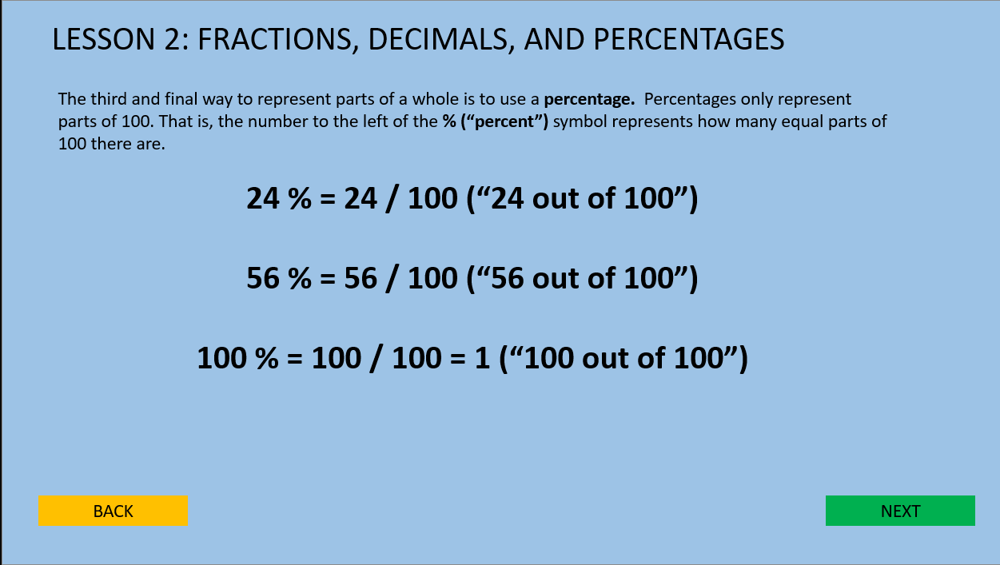 LESSON 2: FRACTIONS, DECIMALS, AND PERCENTAGES
The third and final way to represent parts of a whole is to use a percentage.  Percentages only represent
parts of 100. That is, the number to the left of the % (“percent”) symbol represents how many equal parts of
100 there are.
24 % = 24 / 100 (“24 out of 100”)
56 % = 56 / 100 (“56 out of 100”)
100 % = 100 / 100 = 1 (“100 out of 100”)
BACK
NEXT